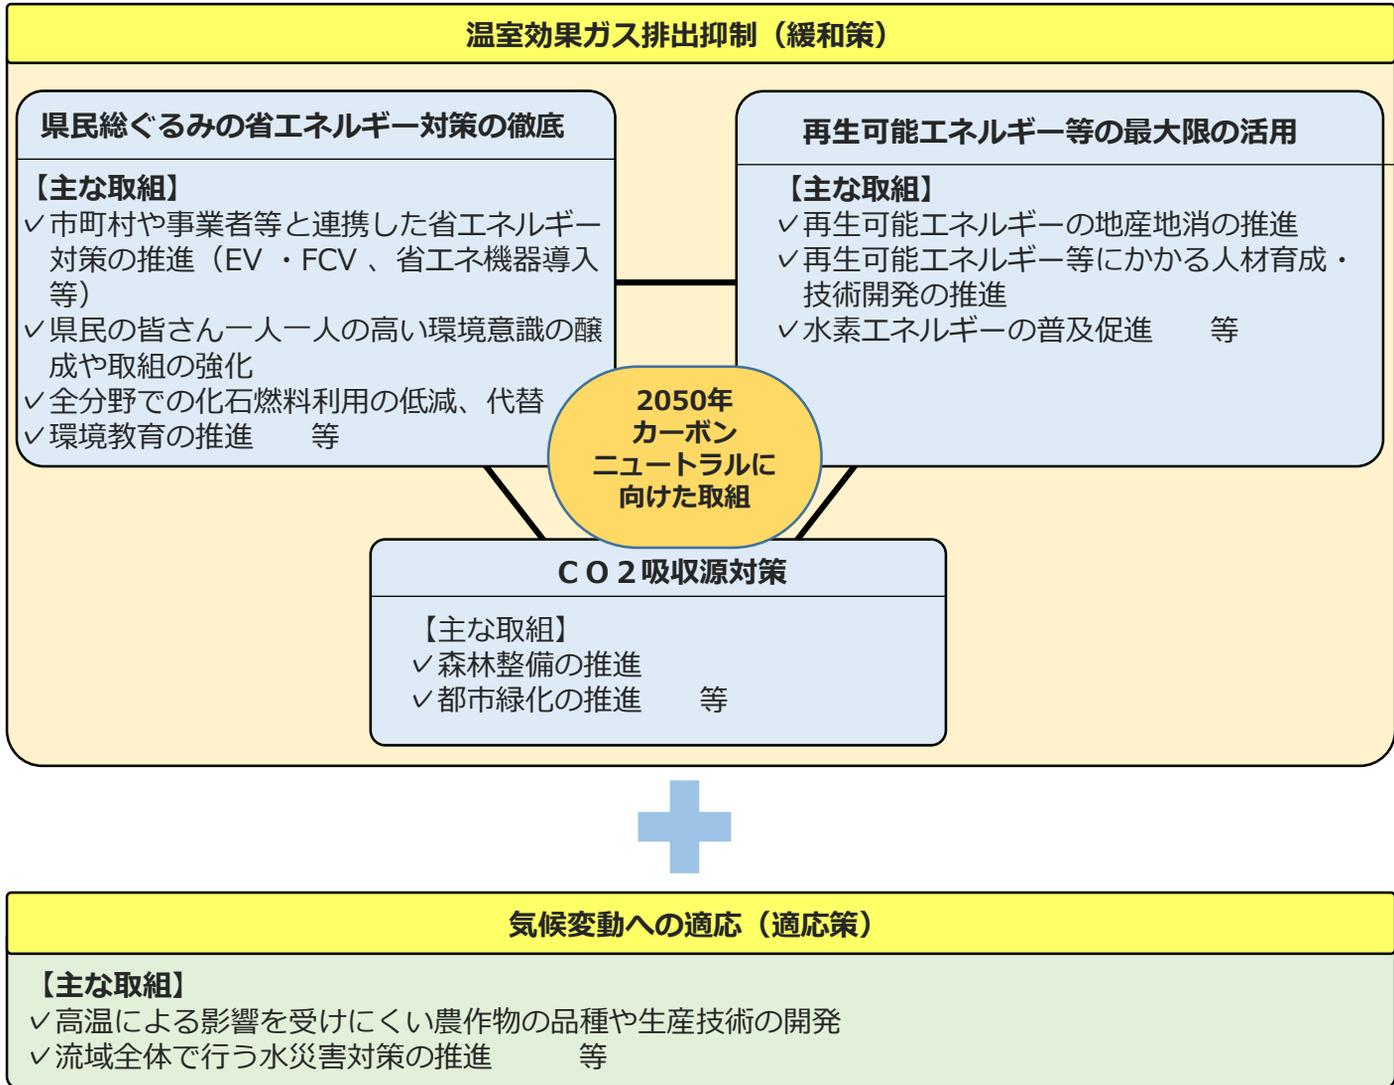 温室効果ガス排出抑制（緩和策）
県民総ぐるみの省エネルギー対策の徹底
【主な取組】
✓市町村や事業者等と連携した省エネルギー
対策の推進（EV ・FCV 、省エネ機器導入
等）
✓県民の皆さん一人一人の高い環境意識の醸
成や取組の強化
✓全分野での化石燃料利用の低減、代替
✓環境教育の推進　　等
再生可能エネルギー等の最大限の活用
【主な取組】
✓再生可能エネルギーの地産地消の推進
✓再生可能エネルギー等にかかる人材育成・
技術開発の推進
✓水素エネルギーの普及促進　　等
2050年
カーボン
ニュートラルに
向けた取組
ＣＯ２吸収源対策
【主な取組】
✓森林整備の推進
✓都市緑化の推進　　等
気候変動への適応（適応策）
【主な取組】
✓高温による影響を受けにくい農作物の品種や生産技術の開発
✓流域全体で行う水災害対策の推進　　　等